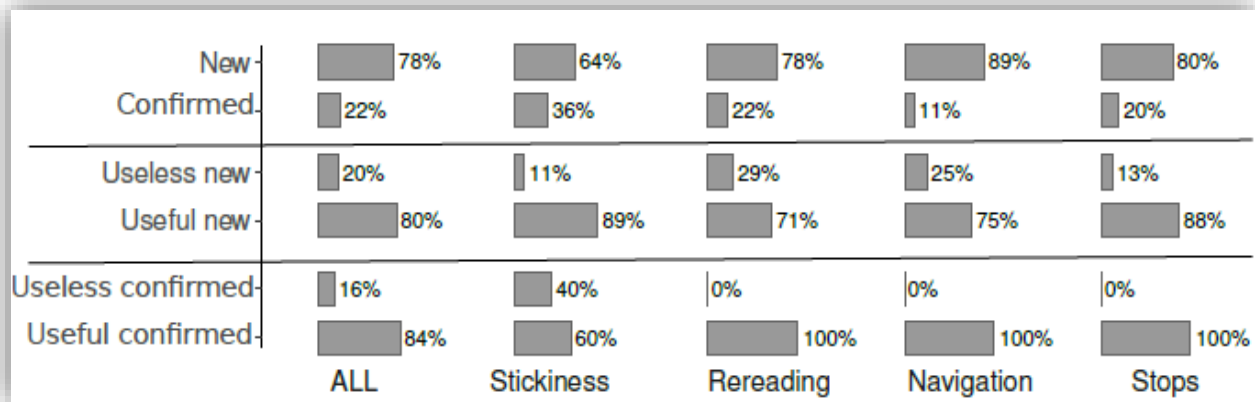 New 78% 64% 78% 89% 80%
Confirmed 22% 36% 22% 11% 20%
Useless new 20% 11% 29% 25% 13%
Useful new 80% 89% 71% 75% 88%
Useless confirmed 16% 40% 0% 0% 0%
Useful confirmed 84% 60% 100% 100% 100%
ALL Stickiness Rereading Navigation Stops